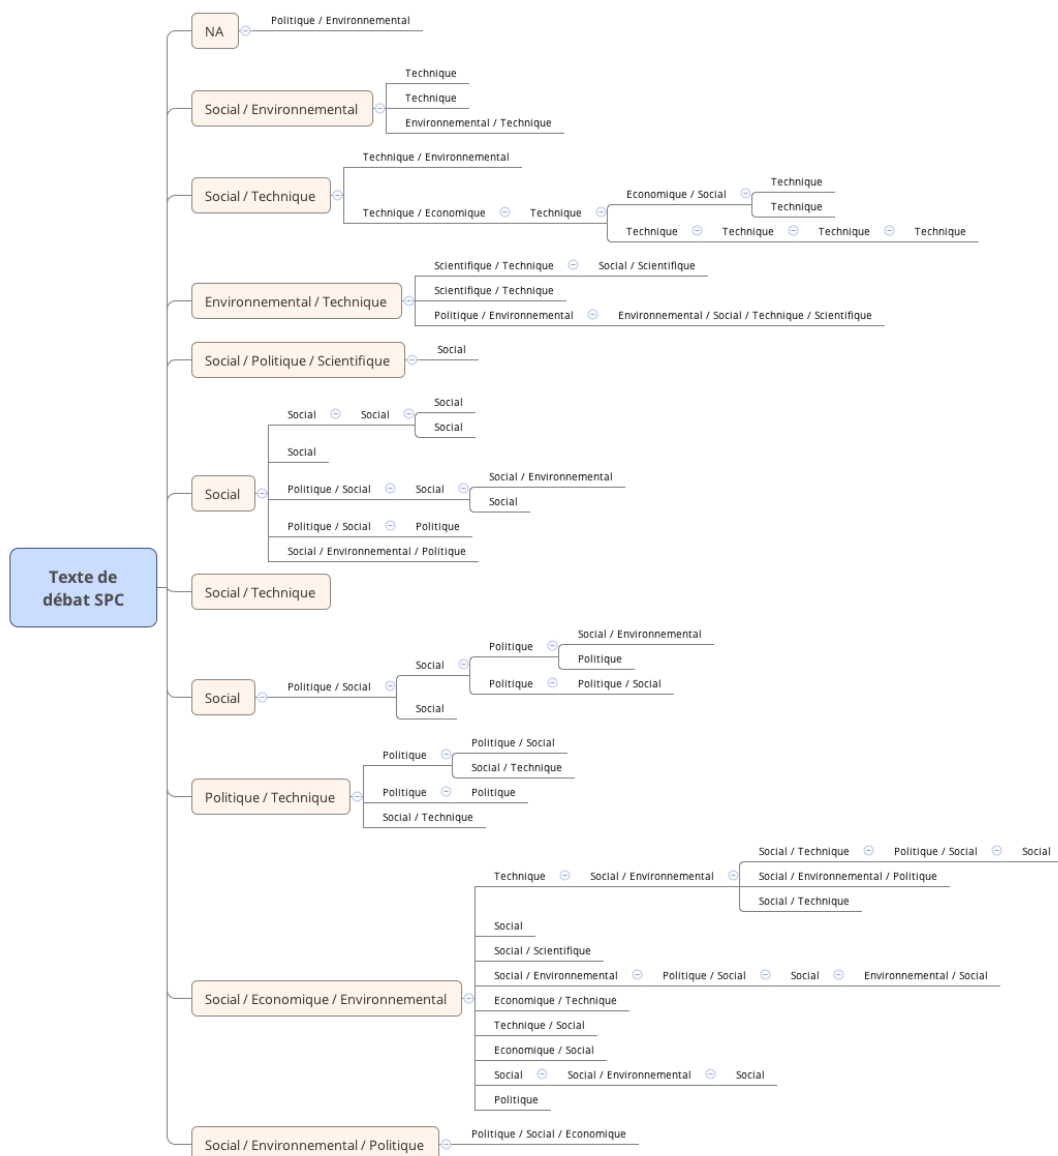 Texte de
débat SPC
NA
Politique / Environnemental
Social / Environnemental
Technique
Technique
Environnemental / Technique
Social / Technique
Technique / Environnemental
Technique / Economique
Technique
Economique / Social
Technique
Technique
Technique
Technique
Technique
Technique
Environnemental / Technique
Scientifique / Technique
Social / Scientifique
Scientifique / Technique
Politique / Environnemental
Environnemental / Social / Technique / Scientifique
Social / Politique / Scientifique
Social
Social
Social
Social
Social
Social
Social
Politique / Social
Social
Social / Environnemental
Social
Politique / Social
Politique
Social / Environnemental / Politique
Social / Technique
Social
Politique / Social
Social
Politique
Social / Environnemental
Politique
Politique
Politique / Social
Social
Politique / Technique
Politique
Politique / Social
Social / Technique
Politique
Politique
Social / Technique
Social / Economique / Environnemental
Technique
Social / Environnemental
Social / Technique
Politique / Social
Social
Social / Environnemental / Politique
Social / Technique
Social
Social / Scientifique
Social / Environnemental
Politique / Social
Social
Environnemental / Social
Economique / Technique
Technique / Social
Economique / Social
Social
Social / Environnemental
Social
Politique
Social / Environnemental / Politique
Politique / Social / Economique